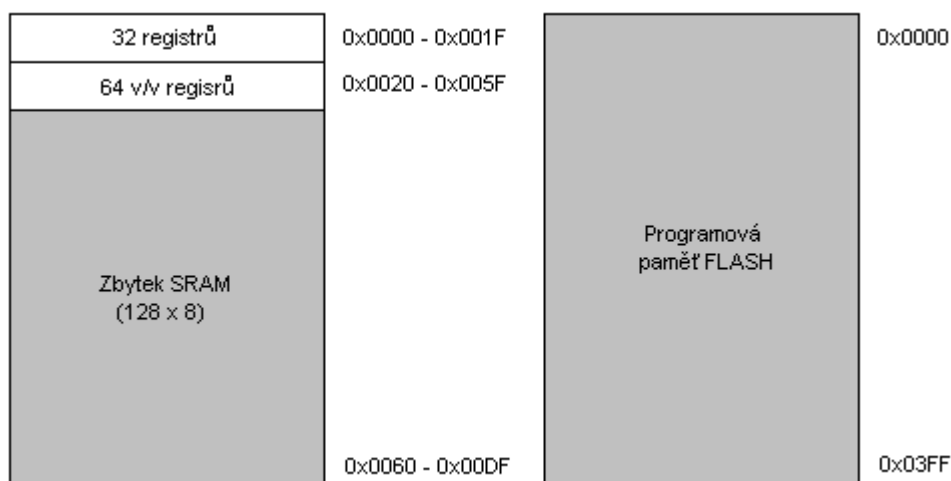 32 registrů
0x0000 - 0x001F
64 v/v regisrů
0x0020 - 0x005F
Zbytek SRAM
(128 x 8)
0x0060 - 0x00DF
0x0000
Programová
paměť FLASH
0x03FF